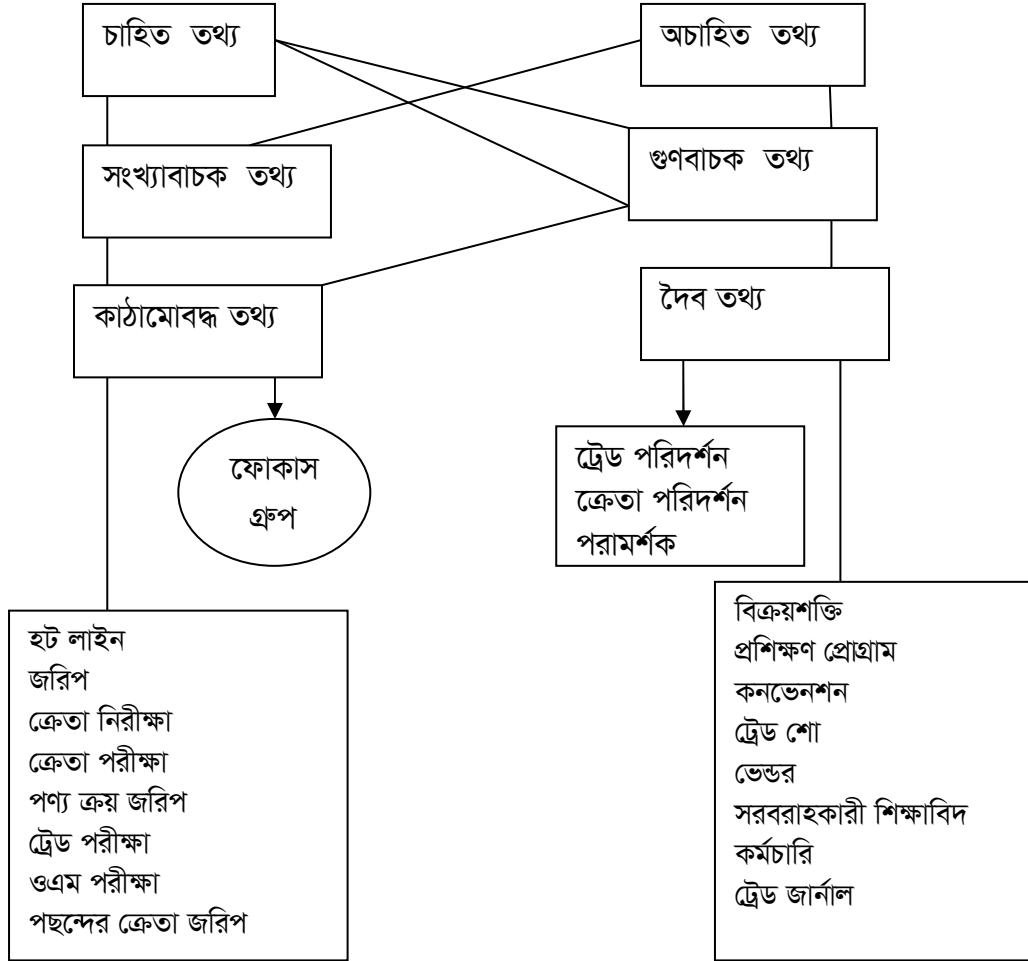 চাহিত তথ্য
অচাহিত তথ্য
সংখ্যাবাচক তথ্য
গুণবাচক তথ্য
কাঠামোবদ্ধ তথ্য
দৈব তথ্য
ফোকাস
গ্রুপ
ট্রেড পরিদর্শন
ক্রেতা পরিদর্শন
পরামর্শক
হট লাইন
জরিপ
ক্রেতা নিরীক্ষা
ক্রেতা পরীক্ষা
পণ্য ক্রয় জরিপ
ট্রেড পরীক্ষা
ওএম পরীক্ষা
পছন্দের ক্রেতা জরিপ
বিক্রয়শক্তি
প্রশিক্ষণ প্রোগ্রাম
কনভেনশন
ট্রেড শো
ভেন্ডর
সরবরাহকারী শিক্ষাবিদ
কর্মচারি
ট্রেড জার্নাল